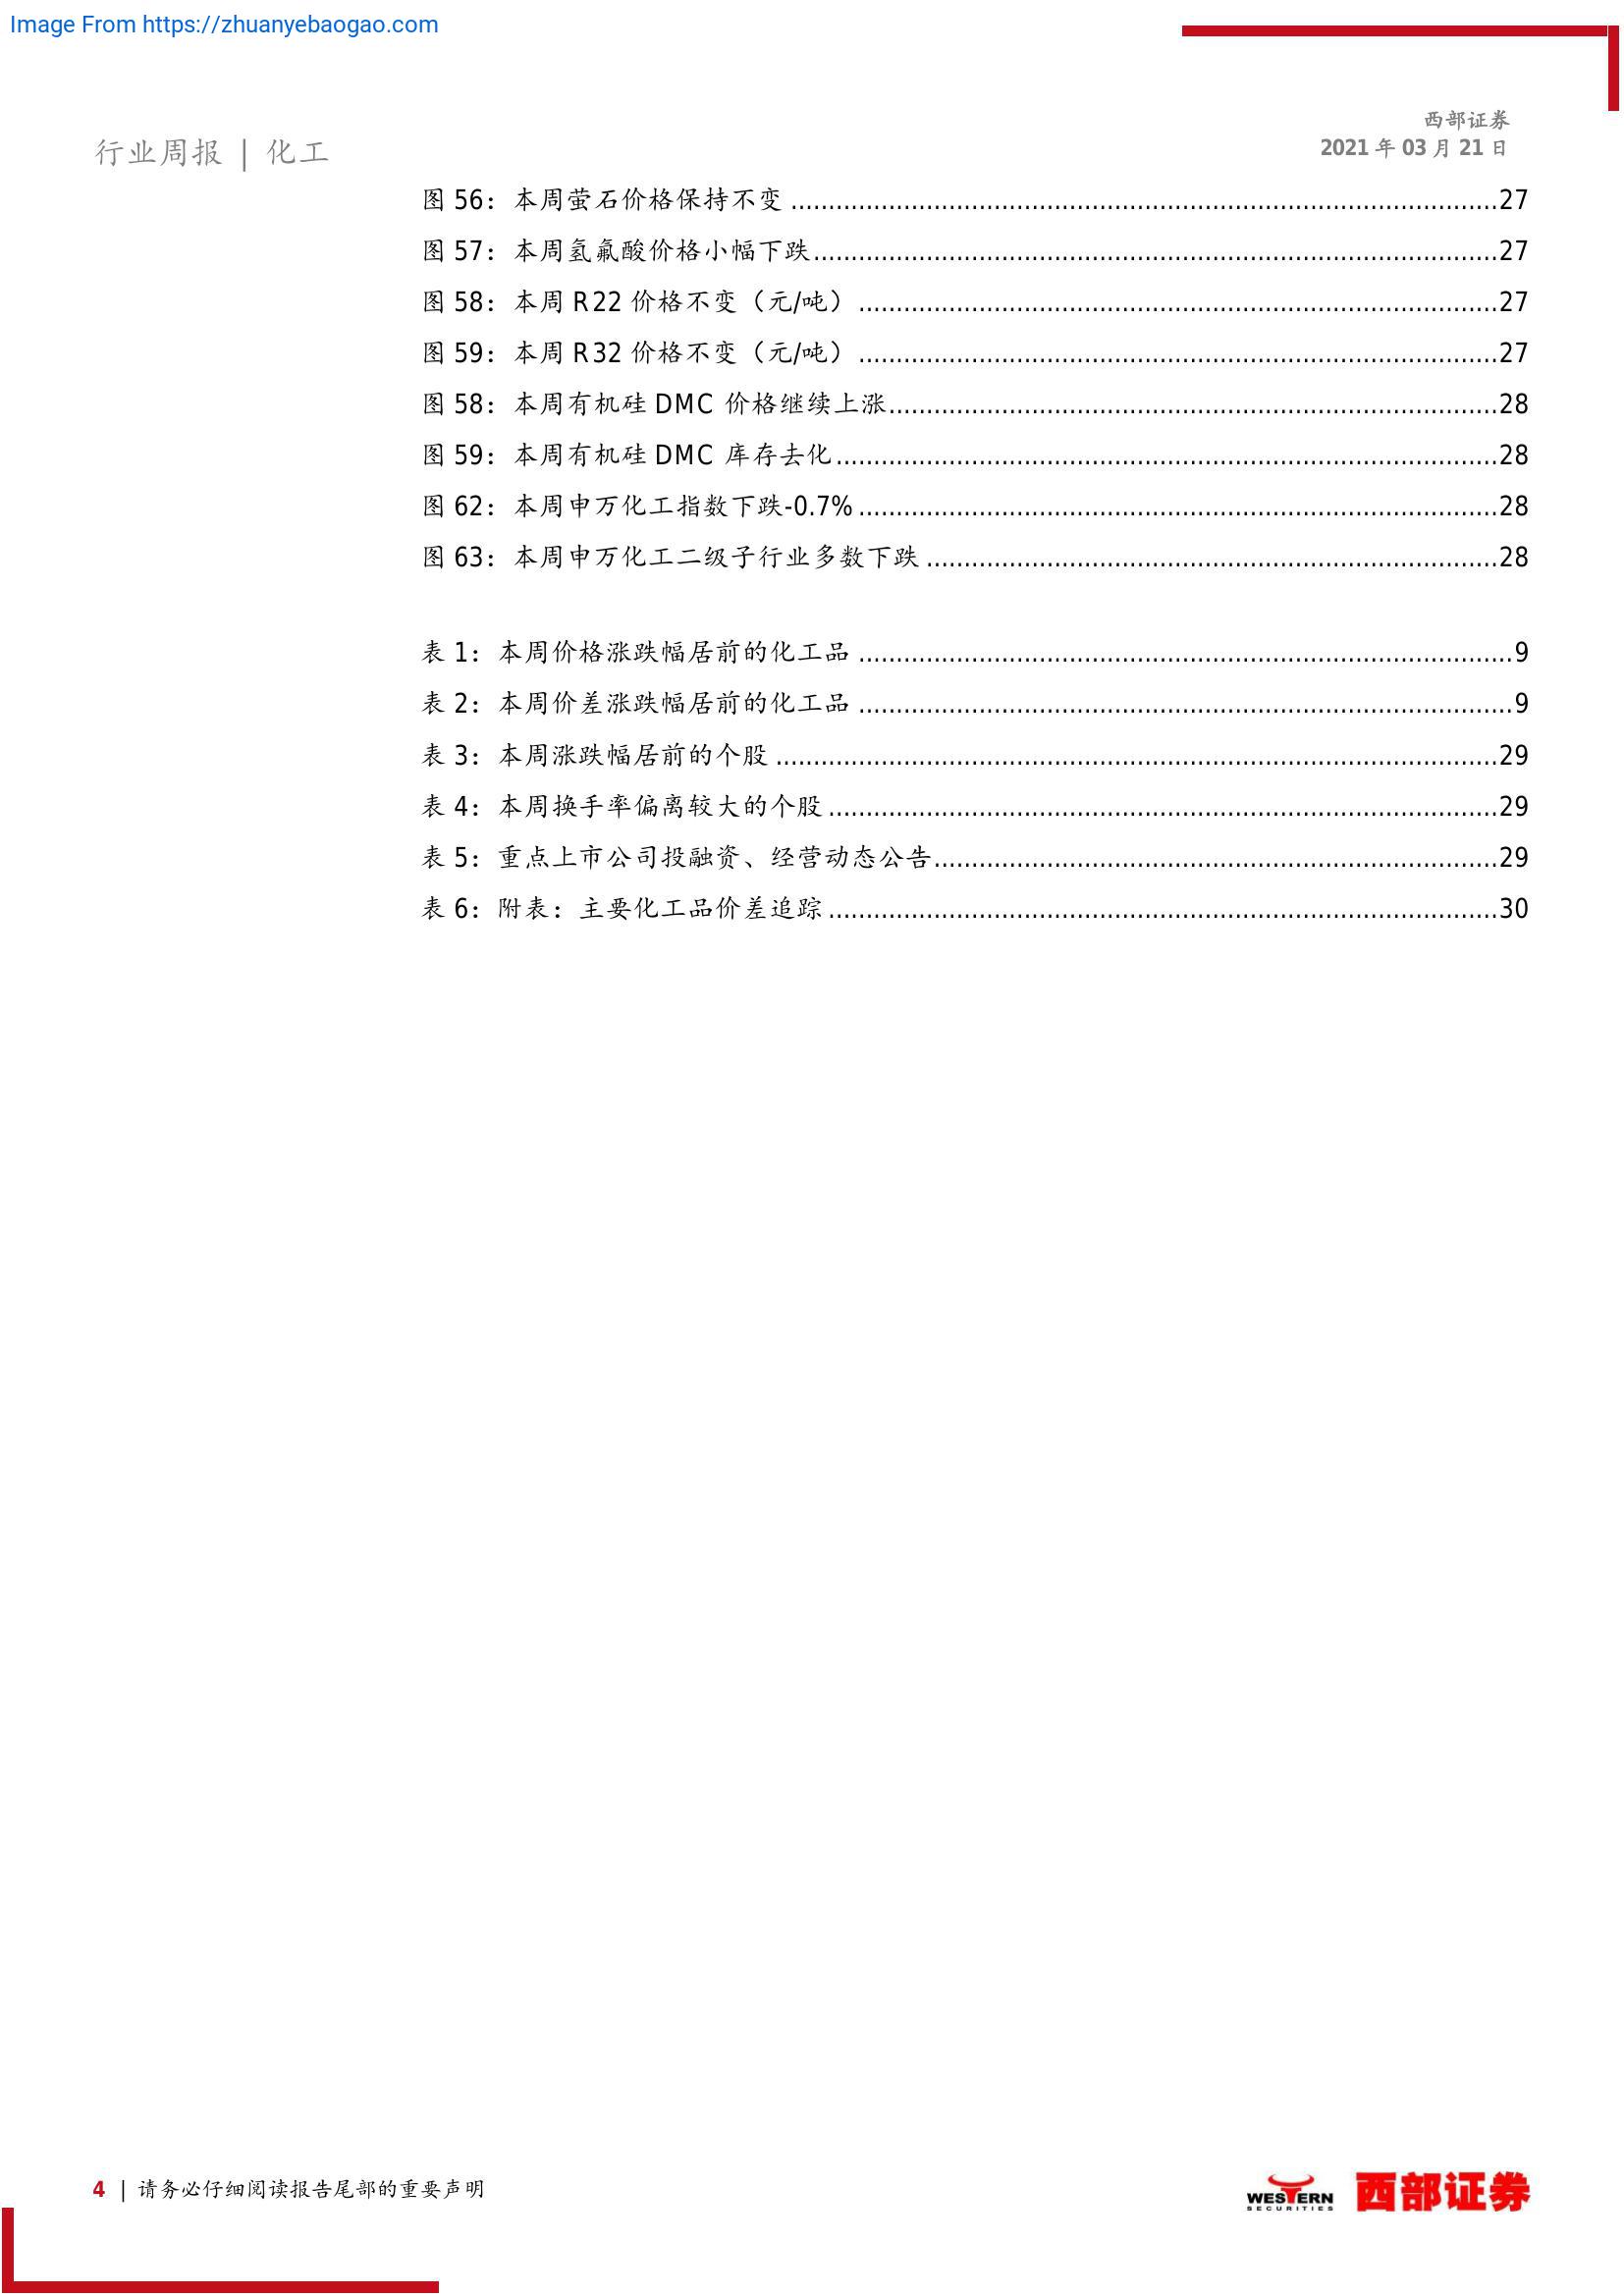 Image From https://zhuanyebaogao.com
西部证券
2021 年 03 月 21 日
行业周报 | 化工
图 56：本周萤石价格保持不变 ................................................27
图 57：本周氢氟酸价格小幅下跌................................................27
图 58：本周 R22 价格不变（元/吨） ................................................27
图 59：本周 R32 价格不变（元/吨） ................................................27
图 58：本周有机硅 DMC 价格继续上涨................................................28
图 59：本周有机硅 DMC 库存去化................................................28
图 62：本周申万化工指数下跌-0.7% ................................................28
图 63：本周申万化工二级子行业多数下跌 ................................................28
表 1：本周价格涨跌幅居前的化工品 ................................................9
表 2：本周价差涨跌幅居前的化工品 ................................................9
表 3：本周涨跌幅居前的个股 ................................................29
表 4：本周换手率偏离较大的个股 ................................................29
表 5：重点上市公司投融资、经营动态公告................................................29
表 6：附表：主要化工品价差追踪 ................................................30
4 | 请务必仔细阅读报告尾部的重要声明
WESTERN
SECURITIES
西部证券